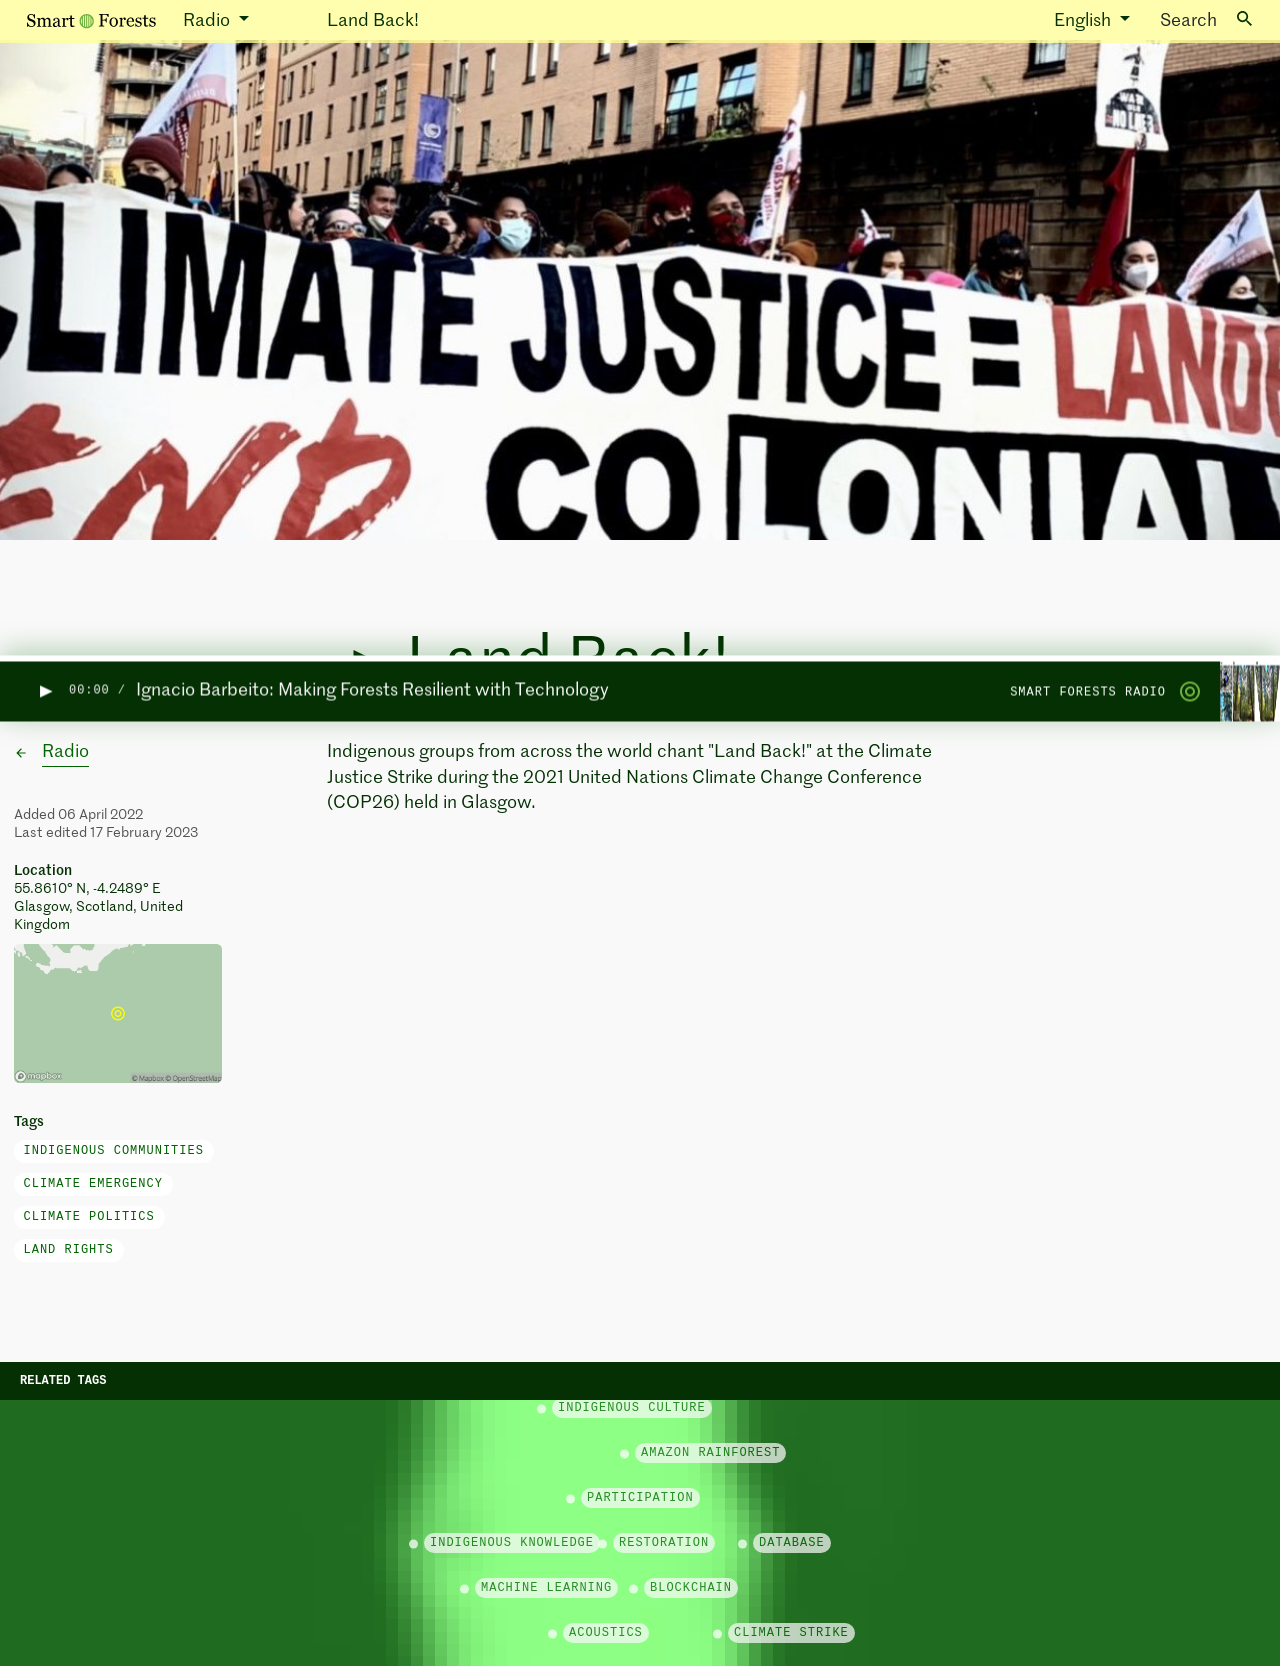 Smart Forests
Radio
Land Back!
English
Search
NO LIFE
CLIMATE JUSTICE = LAND
END COLONIAL
Land Back!
00:00 /
Ignacio Barbeito: Making Forests Resilient with Technology
SMART FORESTS RADIO
Radio
Indigenous groups from across the world chant "Land Back!" at the Climate
Justice Strike during the 2021 United Nations Climate Change Conference
(COP26) held in Glasgow.
Added 06 April 2022
Last edited 17 February 2023
Location
55.8610° N, -4.2489° E
Glasgow, Scotland, United
Kingdom
mapbox
© Mapbox © OpenStreetMap
Tags
INDIGENOUS COMMUNITIES
CLIMATE EMERGENCY
CLIMATE POLITICS
LAND RIGHTS
RELATED TAGS
INDIGENOUS CULTURE
AMAZON RAINFOREST
PARTICIPATION
INDIGENOUS KNOWLEDGE
RESTORATION
DATABASE
MACHINE LEARNING
BLOCKCHAIN
ACOUSTICS
CLIMATE STRIKE